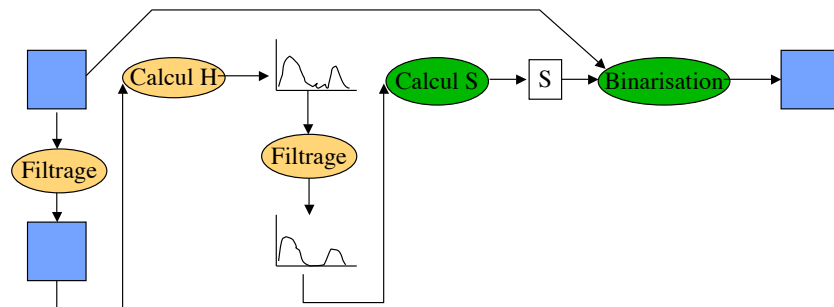 Calcul H
Calcul S
S
Binarisation
Filtrage
Filtrage